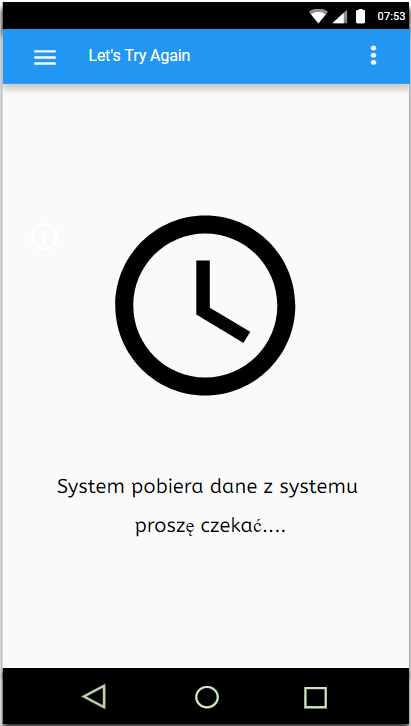 07:53
Let's Try Again
System pobiera dane z systemu
proszę czekać....